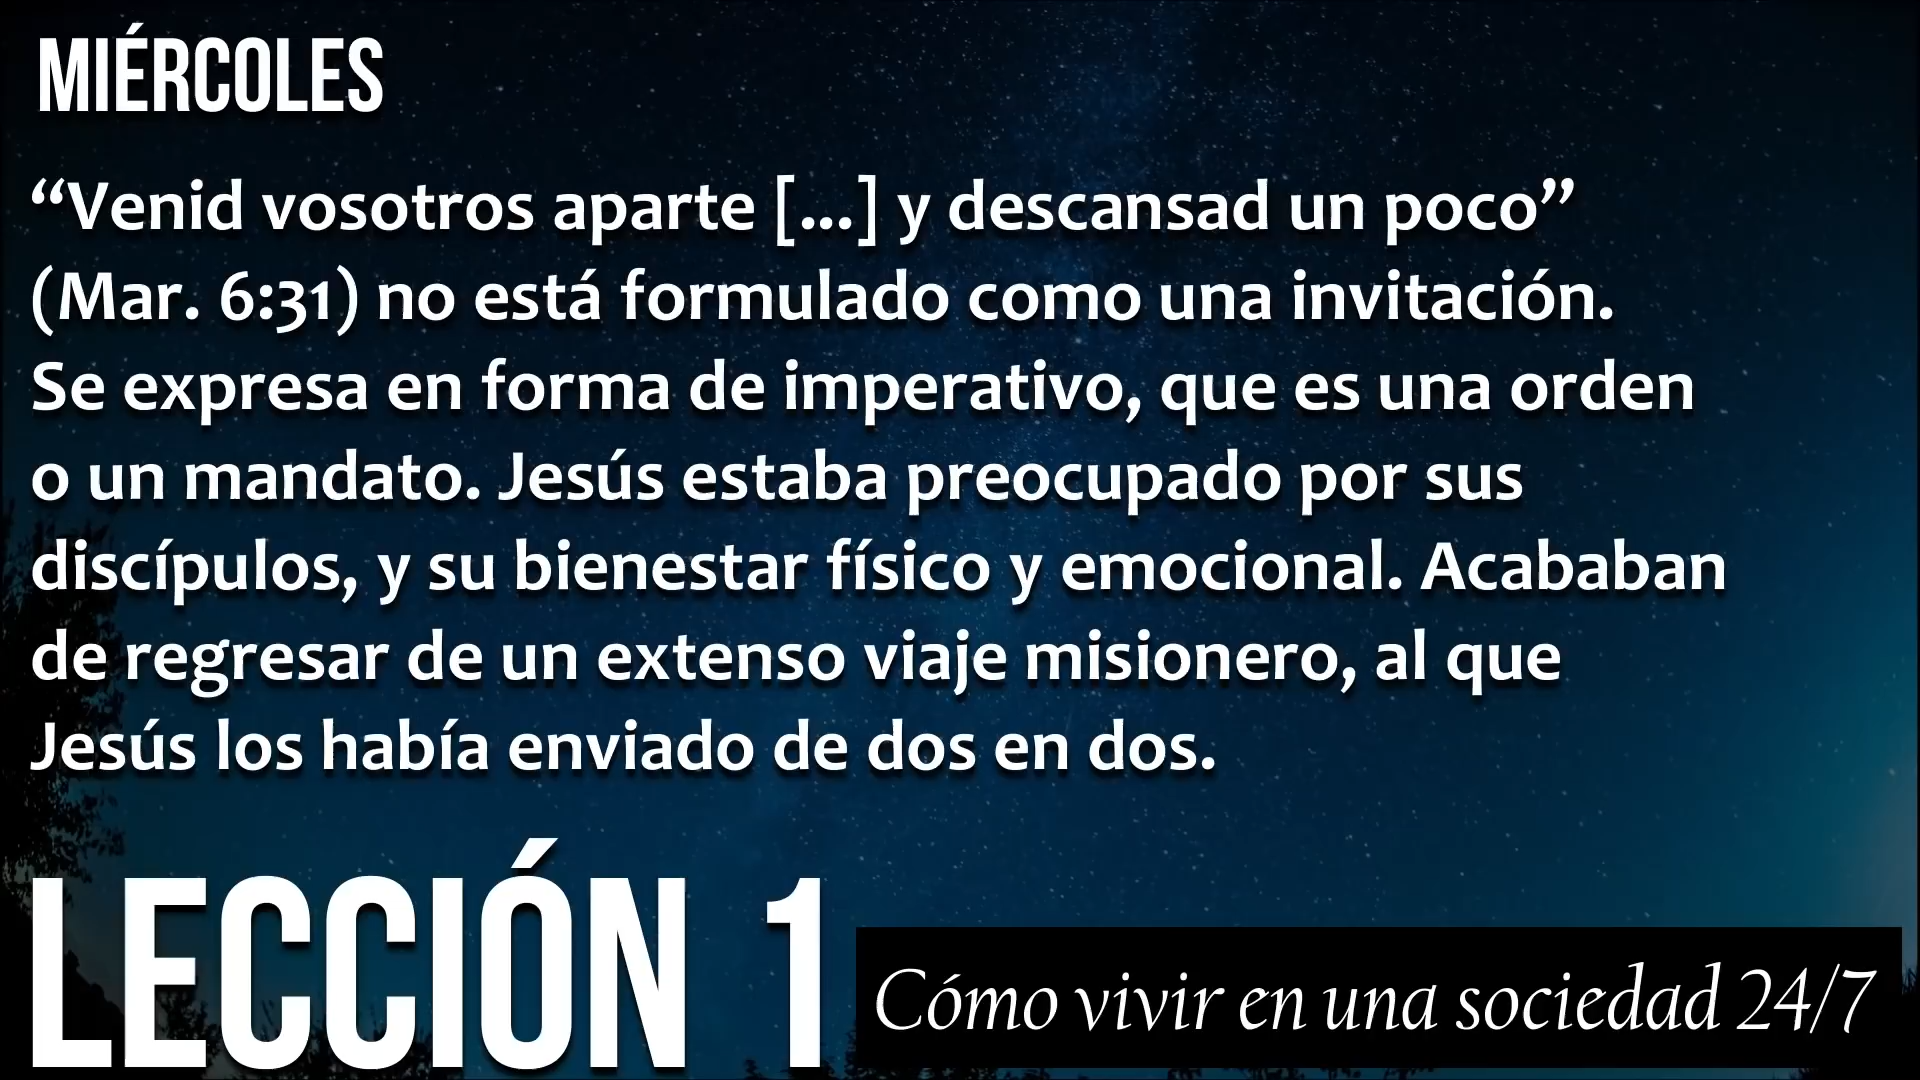 MIÉRCOLES
“Venid vosotros aparte [...] y descansad un poco”
(Mar. 6:31) no está formulado como una invitación.
Se expresa en forma de imperativo, que es una orden
o un mandato. Jesús estaba preocupado por sus
discípulos, y su bienestar físico y emocional. Acababan
de regresar de un extenso viaje misionero, al que
Jesús los había enviado de dos en dos.
LECCIÓN 1
Cómo vivir en una sociedad 24/7